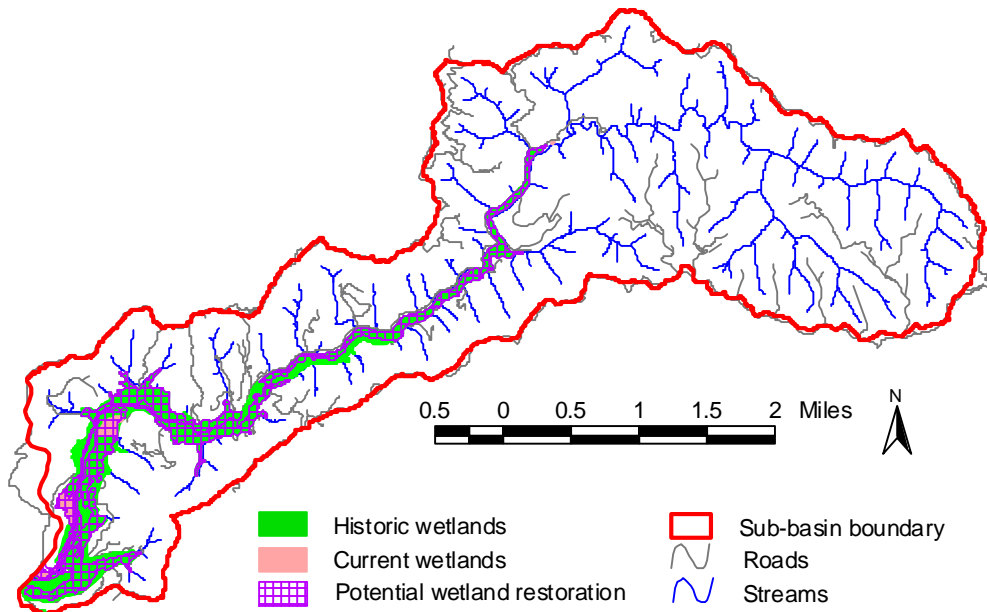 N
0.5 0 0.5 1 1.5 2 Miles
Historic wetlands
Current wetlands
Potential wetland restoration
Sub-basin boundary
Roads
Streams